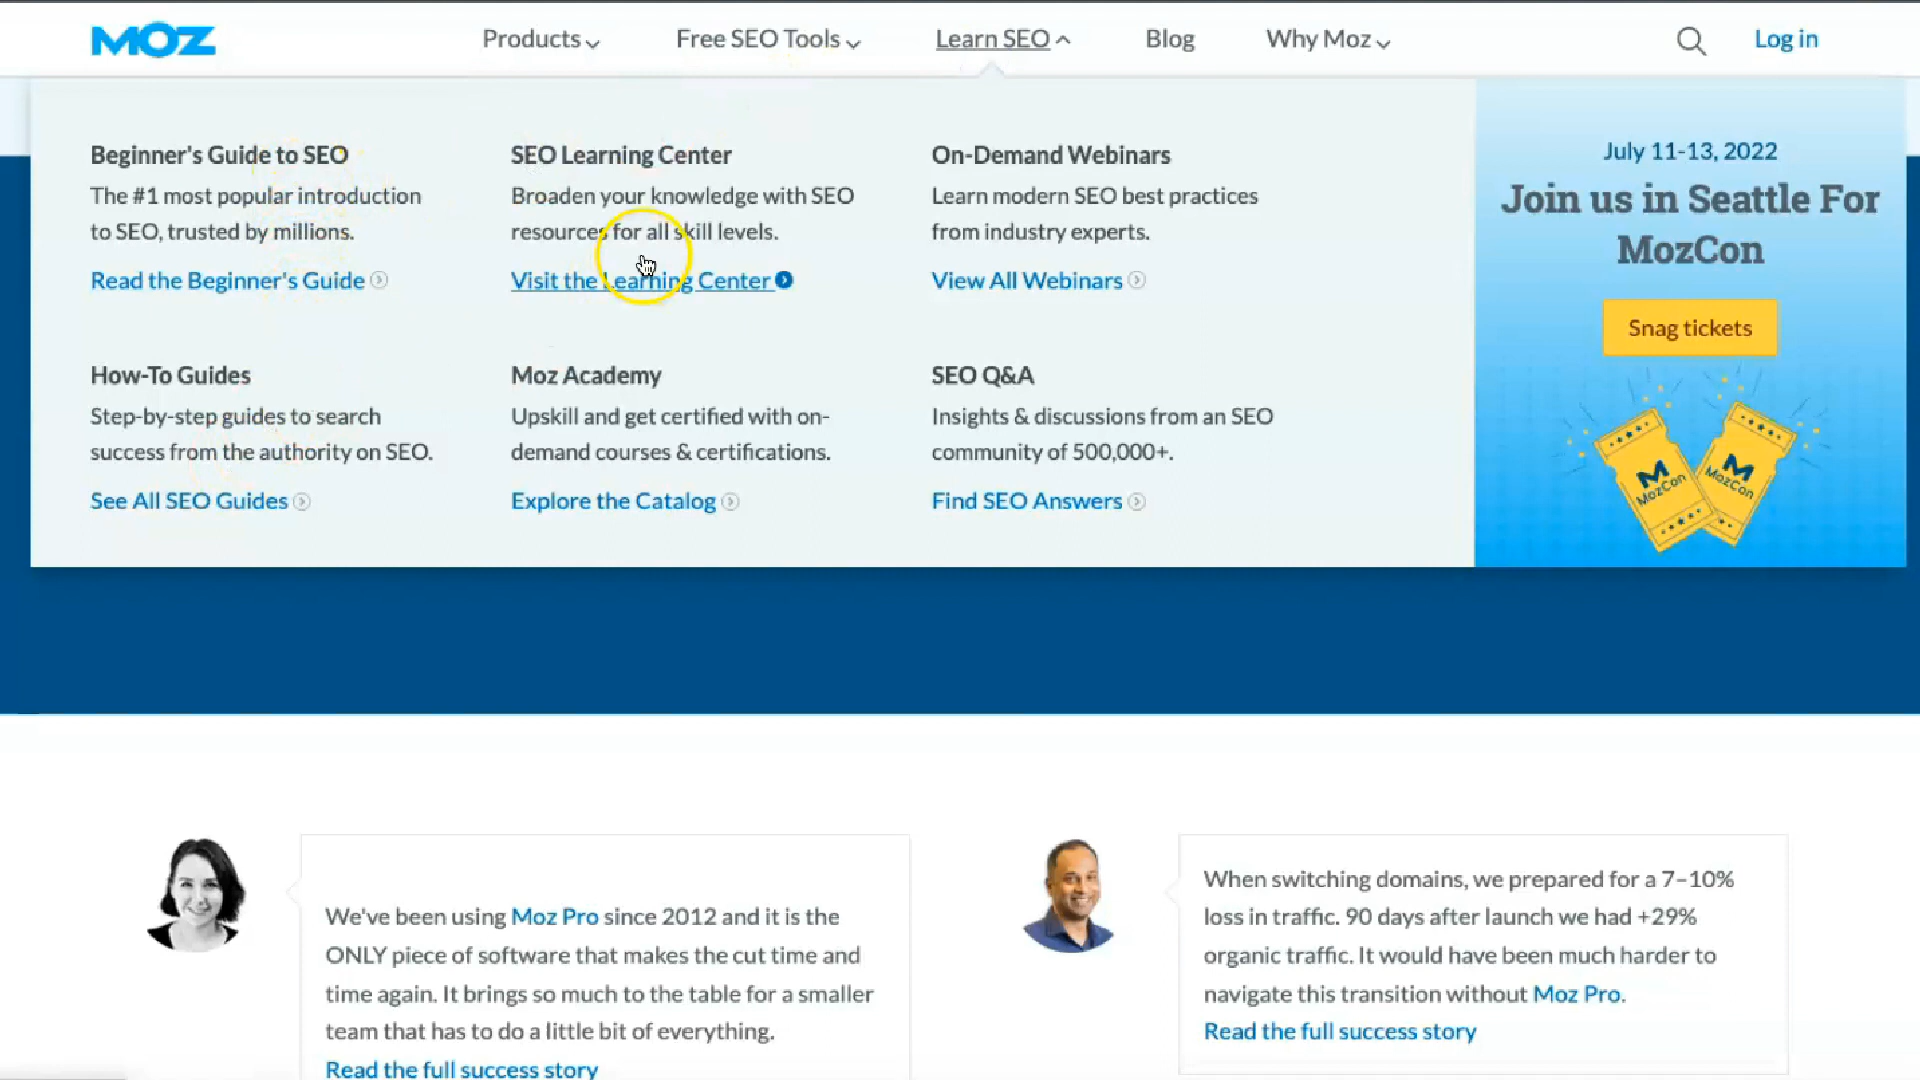 MOZ
Products
Free SEO Tools
Learn SEO
Blog
Why Moz
Log in
Beginner's Guide to SEO
The #1 most popular introduction
to SEO, trusted by millions.
Read the Beginner's Guide
SEO Learning Center
Broaden your knowledge with SEO
resources for all skill levels.
Visit the Learning Center
On-Demand Webinars
Learn modern SEO best practices
from industry experts.
View All Webinars
How-To Guides
Step-by-step guides to search
success from the authority on SEO.
See All SEO Guides
Moz Academy
Upskill and get certified with on-
demand courses & certifications.
Explore the Catalog
SEO Q&A
Insights & discussions from an SEO
community of 500,000+.
Find SEO Answers
July 11-13, 2022
Join us in Seattle For
MozCon
Snag tickets
M
MozCon
M
MozCon
We've been using Moz Pro since 2012 and it is the
ONLY piece of software that makes the cut time and
time again. It brings so much to the table for a smaller
team that has to do a little bit of everything.
Read the full success story
When switching domains, we prepared for a 7–10%
loss in traffic. 90 days after launch we had +29%
organic traffic. It would have been much harder to
navigate this transition without Moz Pro.
Read the full success story